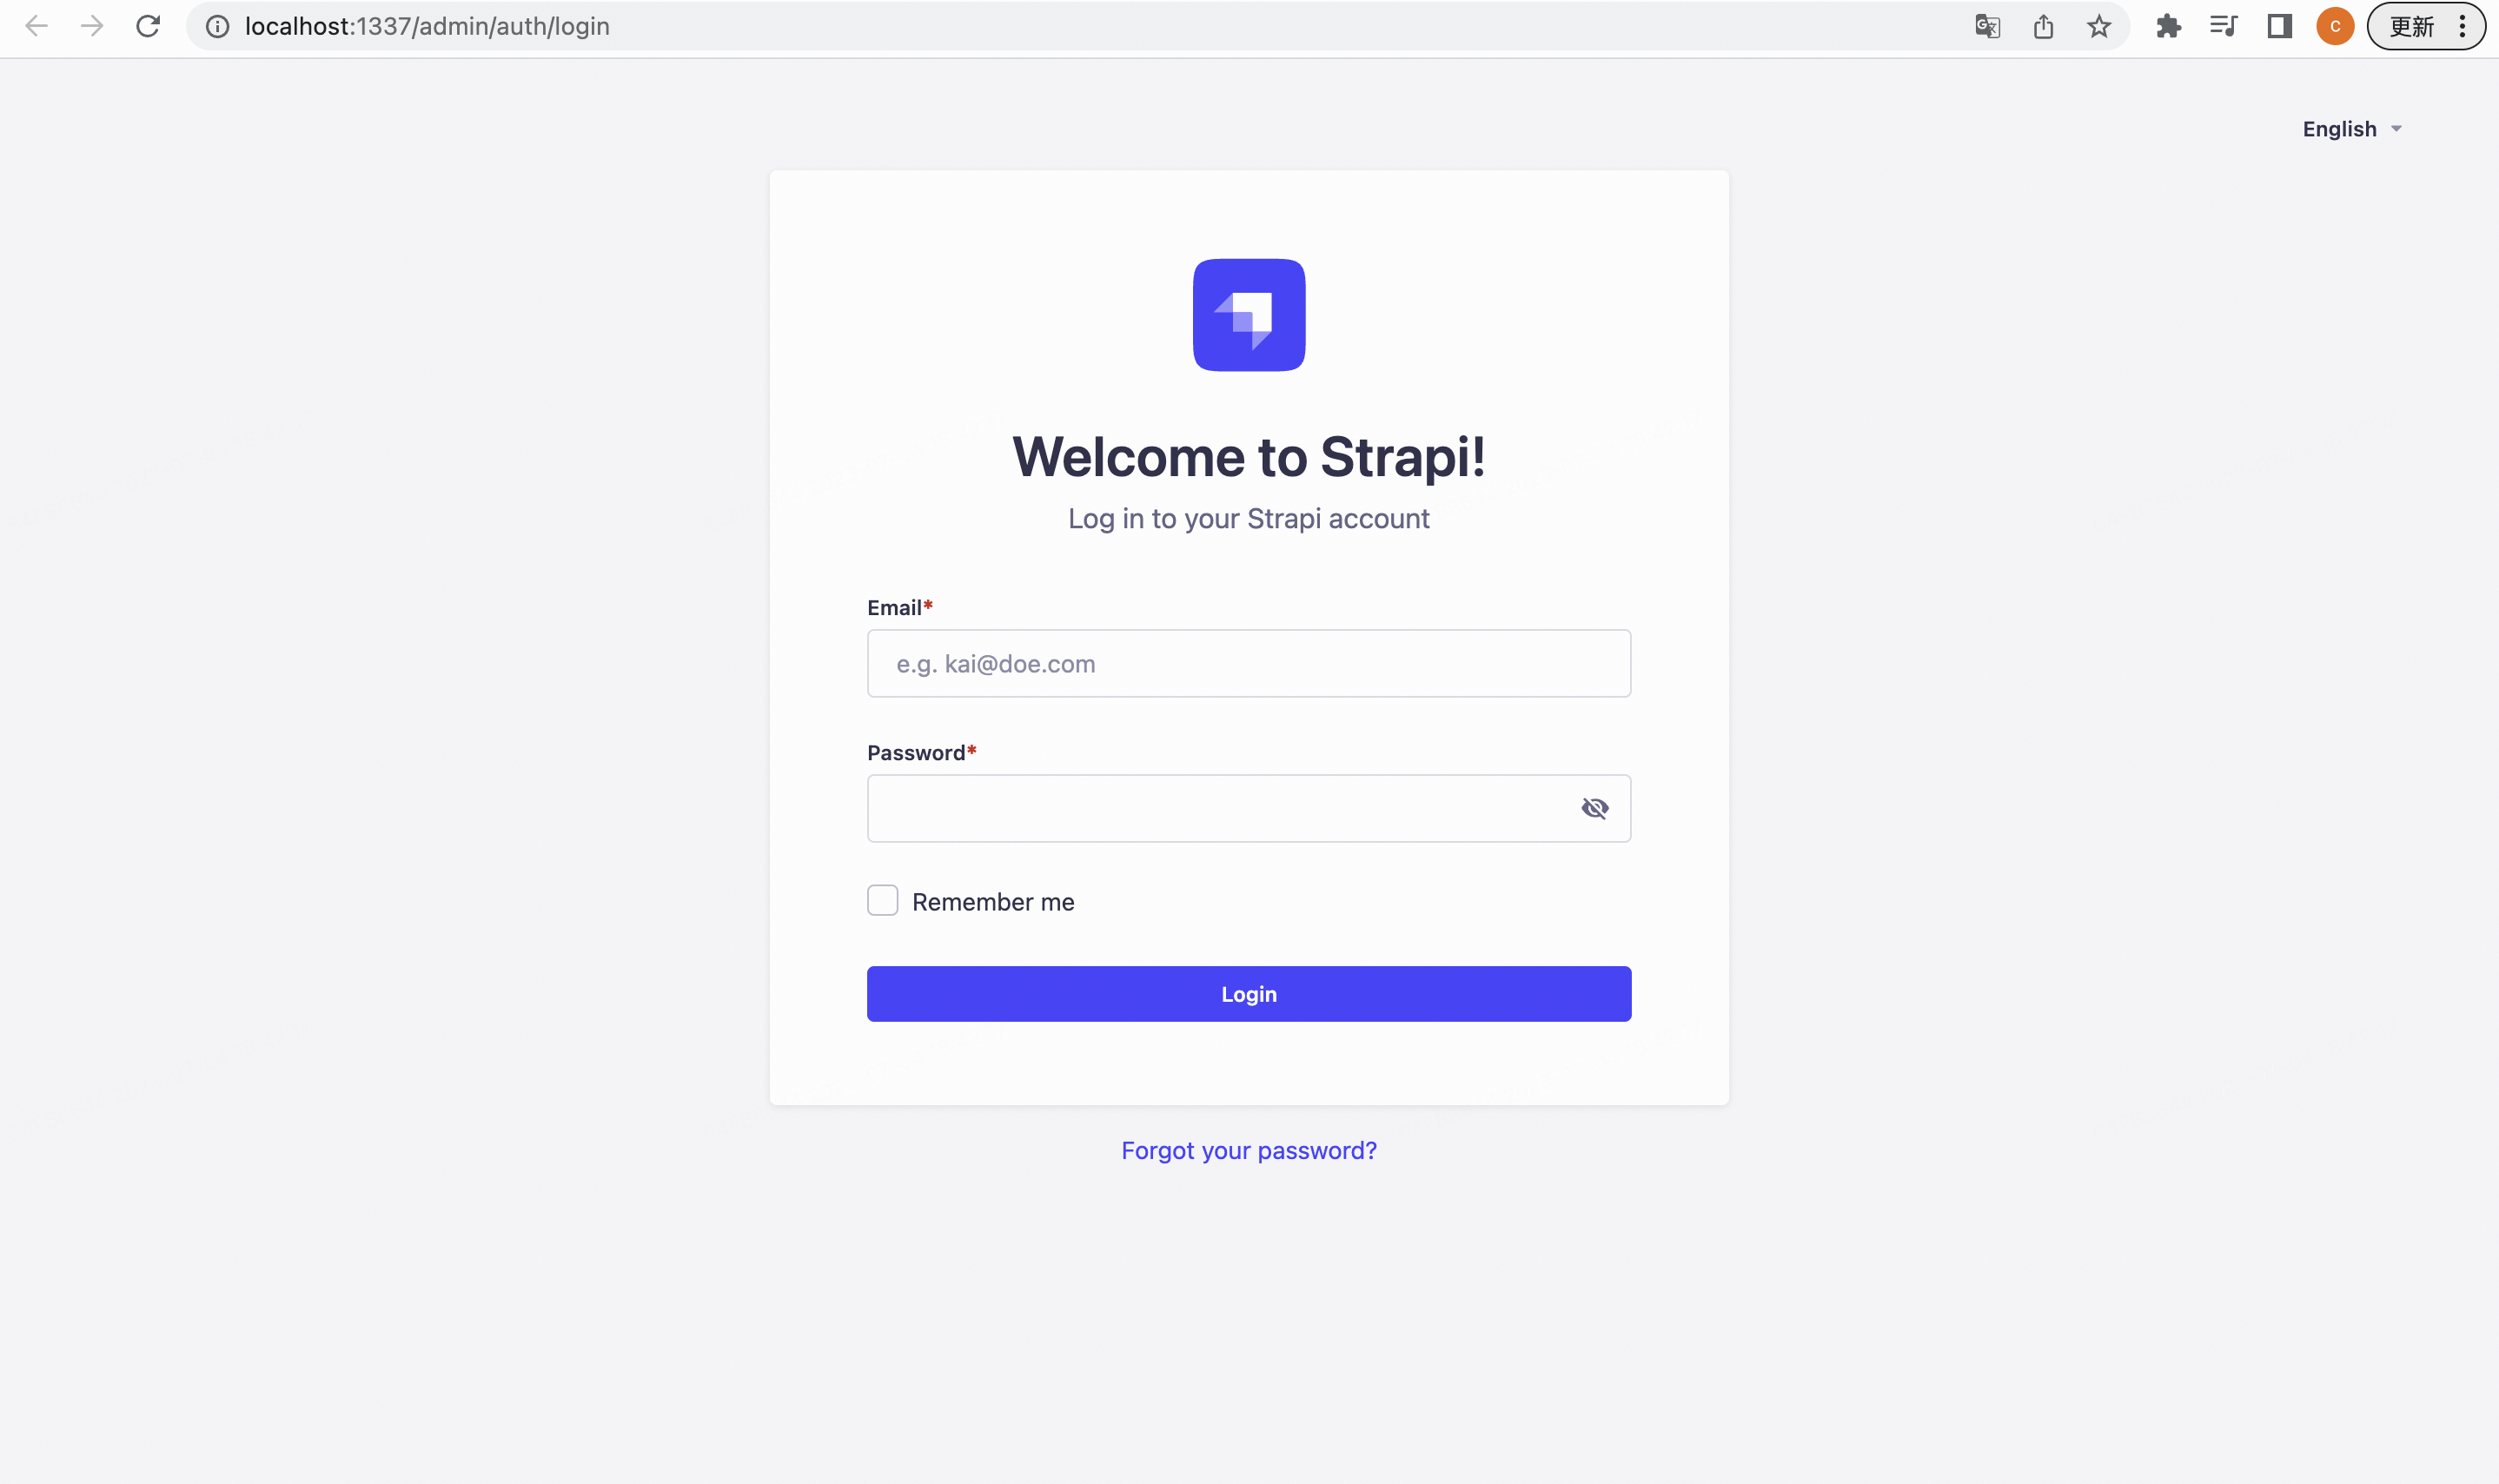 localhost:1337/admin/auth/login
C
更新
English
Welcome to Strapi!
Log in to your Strapi account
Email*
e.g. kai@doe.com
Password*
Remember me
Login
Forgot your password?